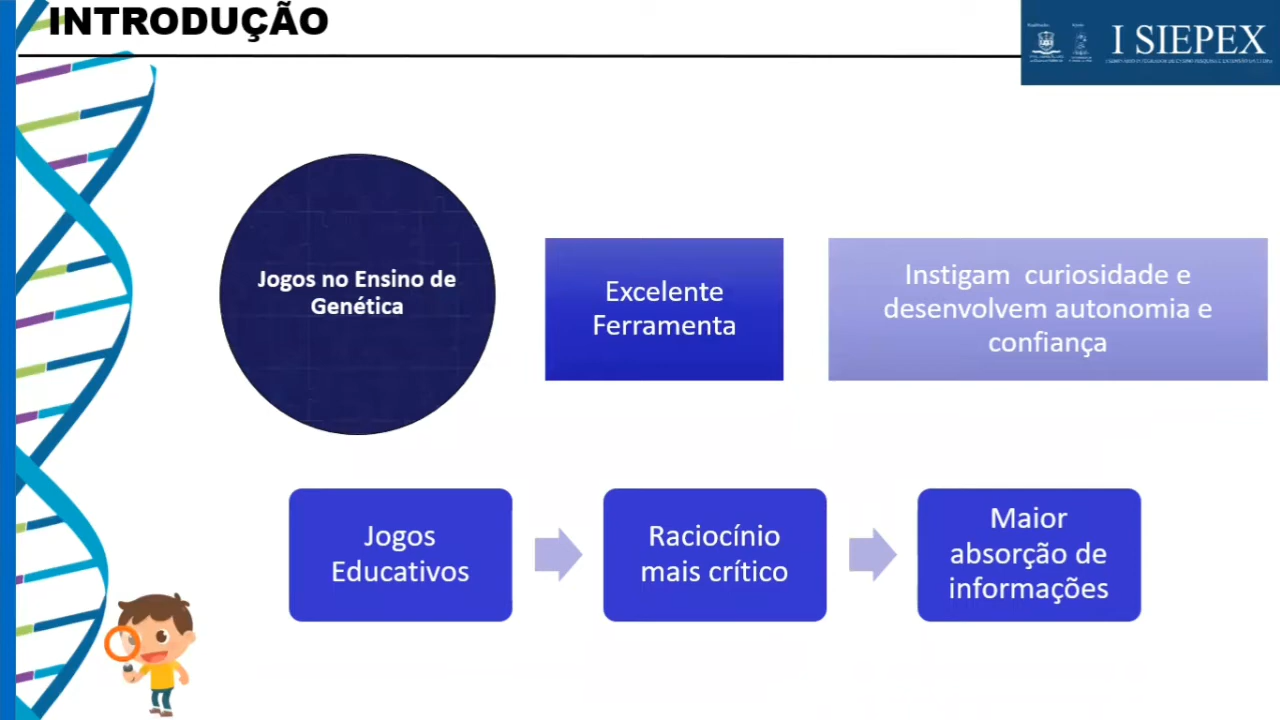 INTRODUÇÃO
I SIEPEX
Jogos no Ensino de
Genética
Excelente
Ferramenta
Instigam curiosidade e
desenvolvem autonomia e
confiança
Jogos
Educativos
Raciocínio
mais crítico
Maior
absorção de
informações